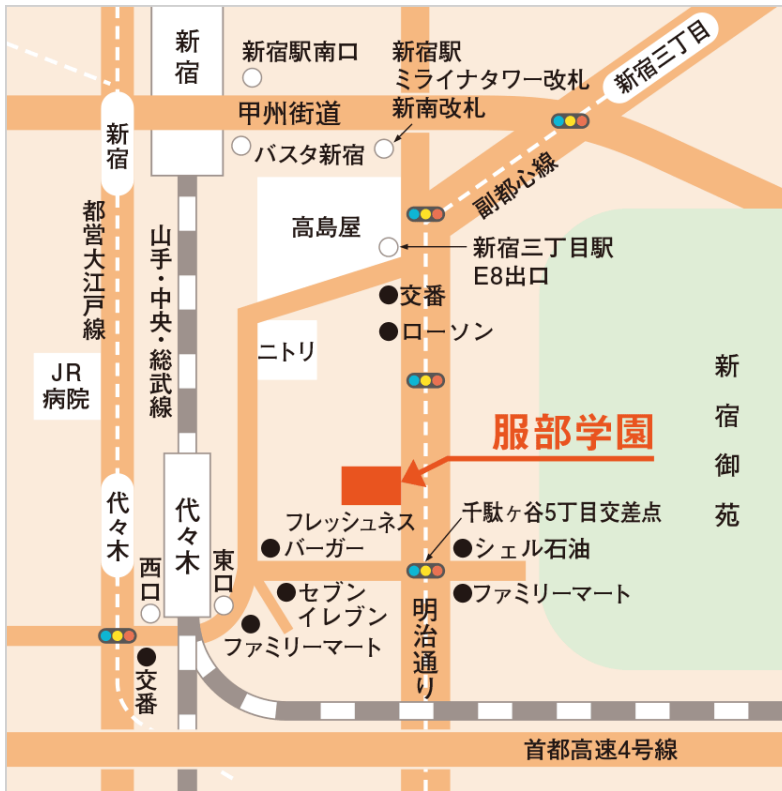 新宿
新宿駅南口
新宿駅
ミライナタワー改札
新南改札
新宿三丁目
甲州街道
新宿
バスタ新宿
副都心線
都営大江戸線
山手・中央・総武線
高島屋
新宿三丁目駅
E8出口
交番
ローソン
ニトリ
JR
病院
新宿御苑
服部学園
代々木
代々木
千駄ヶ谷5丁目交差点
フレッシュネス
バーガー
シェル石油
西口
東口
セブン
イレブン
ファミリーマート
ファミリーマート
明治通り
交番
首都高速4号線